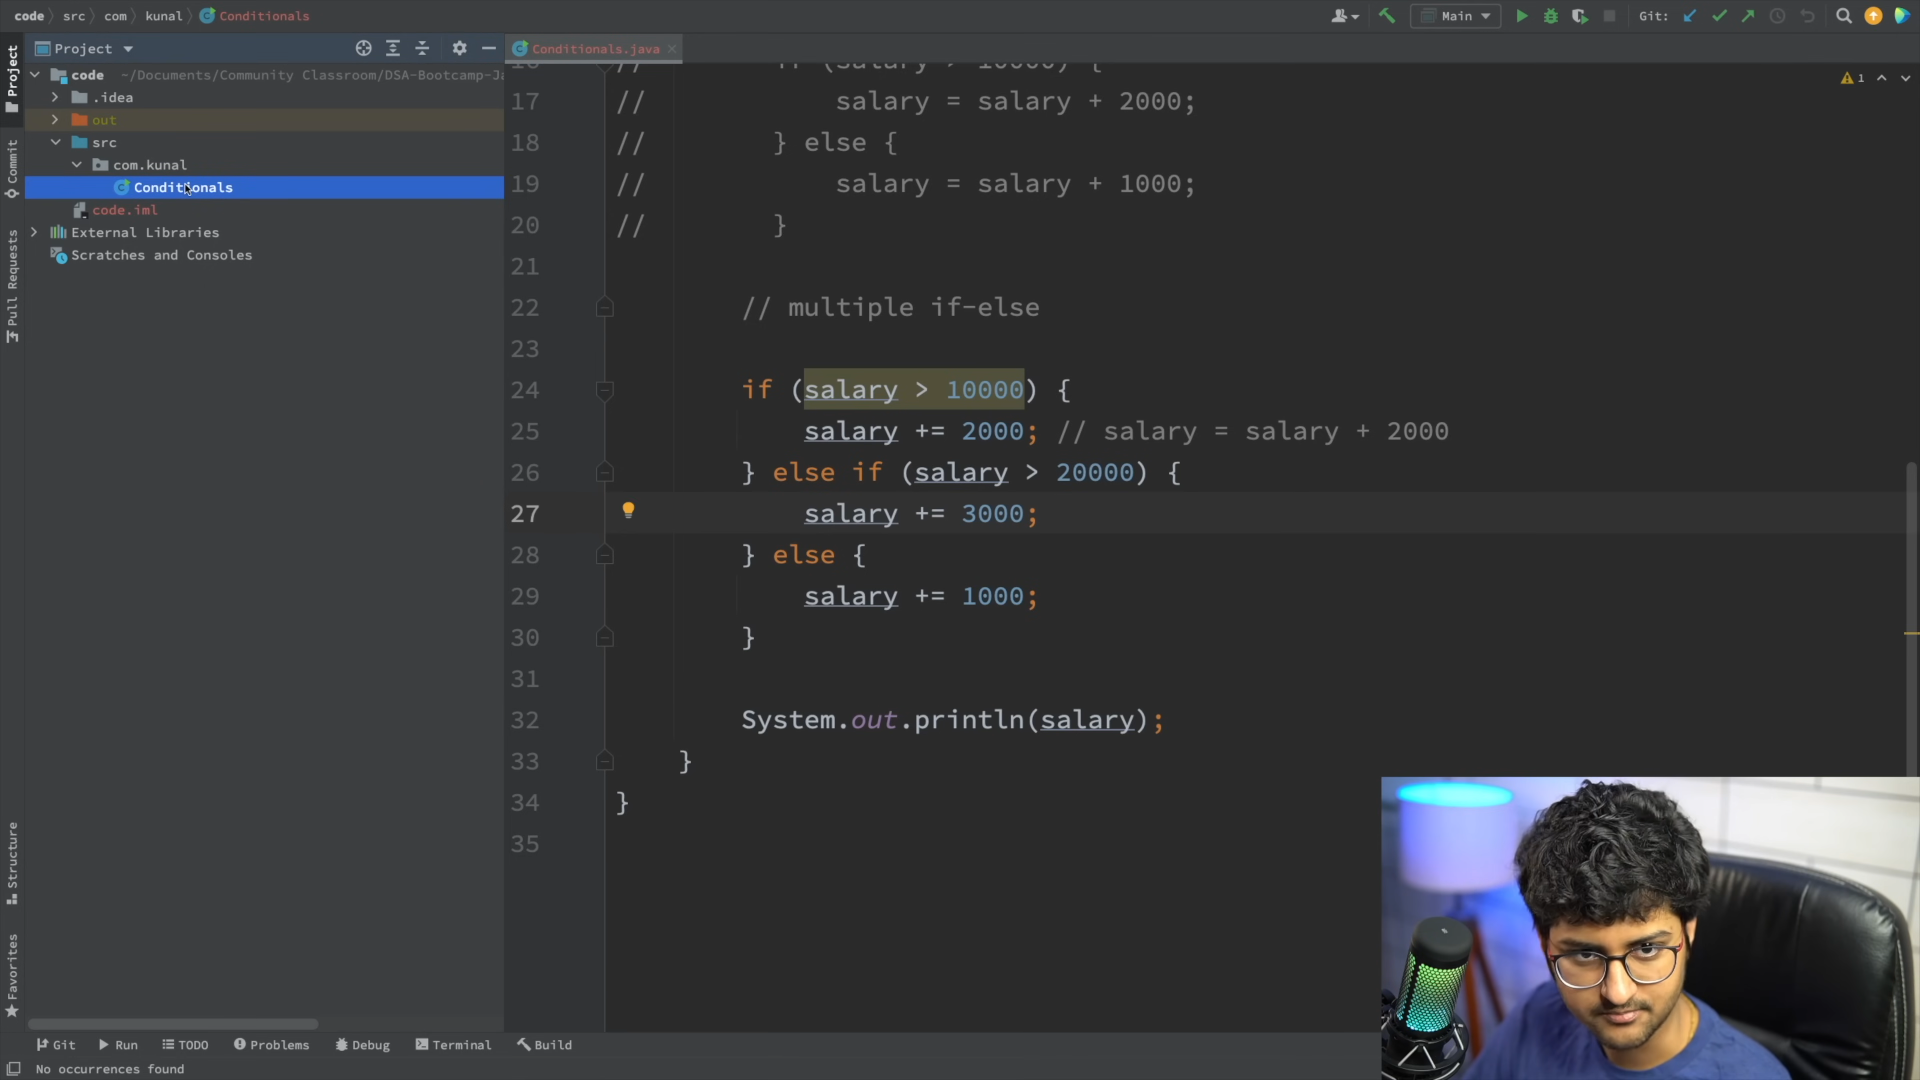 code src com kunal Conditionals
Main
Git:
Project
Conditionals.java
code ~/Documents/Community Classroom/DSA-Bootcamp-Ja
.idea
out
src
com.kunal
Conditionals
code.iml
External Libraries
Scratches and Consoles
Project
Commit
Pull Requests
Structure
Favorites
1
16 // if (salary > 10000) {
17 // salary = salary + 2000;
18 // } else {
19 // salary = salary + 1000;
20 // }
21
22 // multiple if-else
23
24 if (salary > 10000) {
25 salary += 2000; // salary = salary + 2000
26 } else if (salary > 20000) {
27 salary += 3000;
28 } else {
29 salary += 1000;
30 }
31
32 System.out.println(salary);
33 }
34 }
35
Git Run TODO Problems Debug Terminal Build
No occurrences found